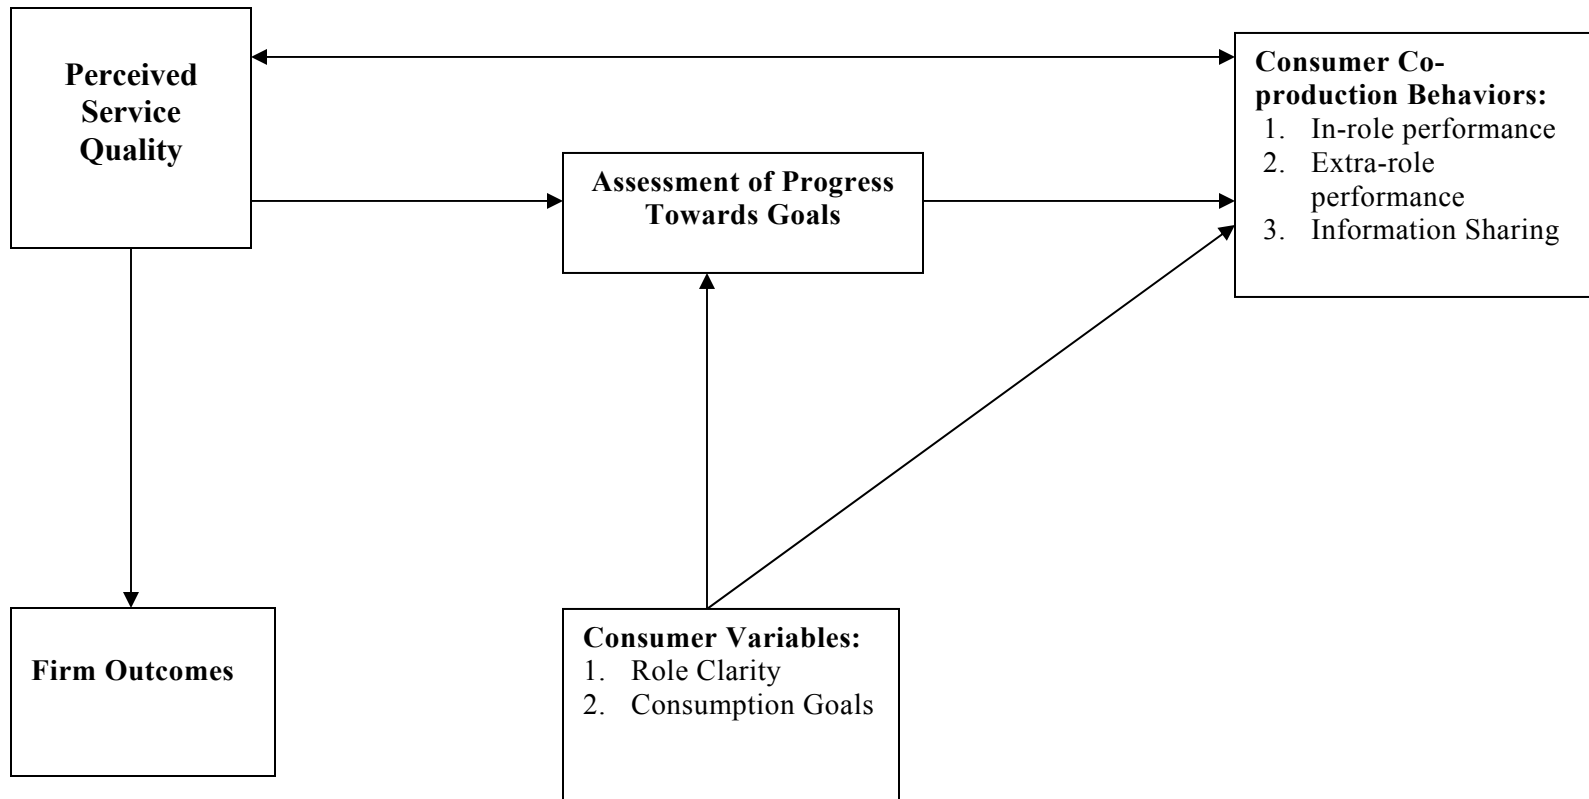 Perceived
Service
Quality
Consumer Co-
production Behaviors:
1. In-role performance
2. Extra-role
performance
3. Information Sharing
Assessment of Progress
Towards Goals
Firm Outcomes
Consumer Variables:
1. Role Clarity
2. Consumption Goals